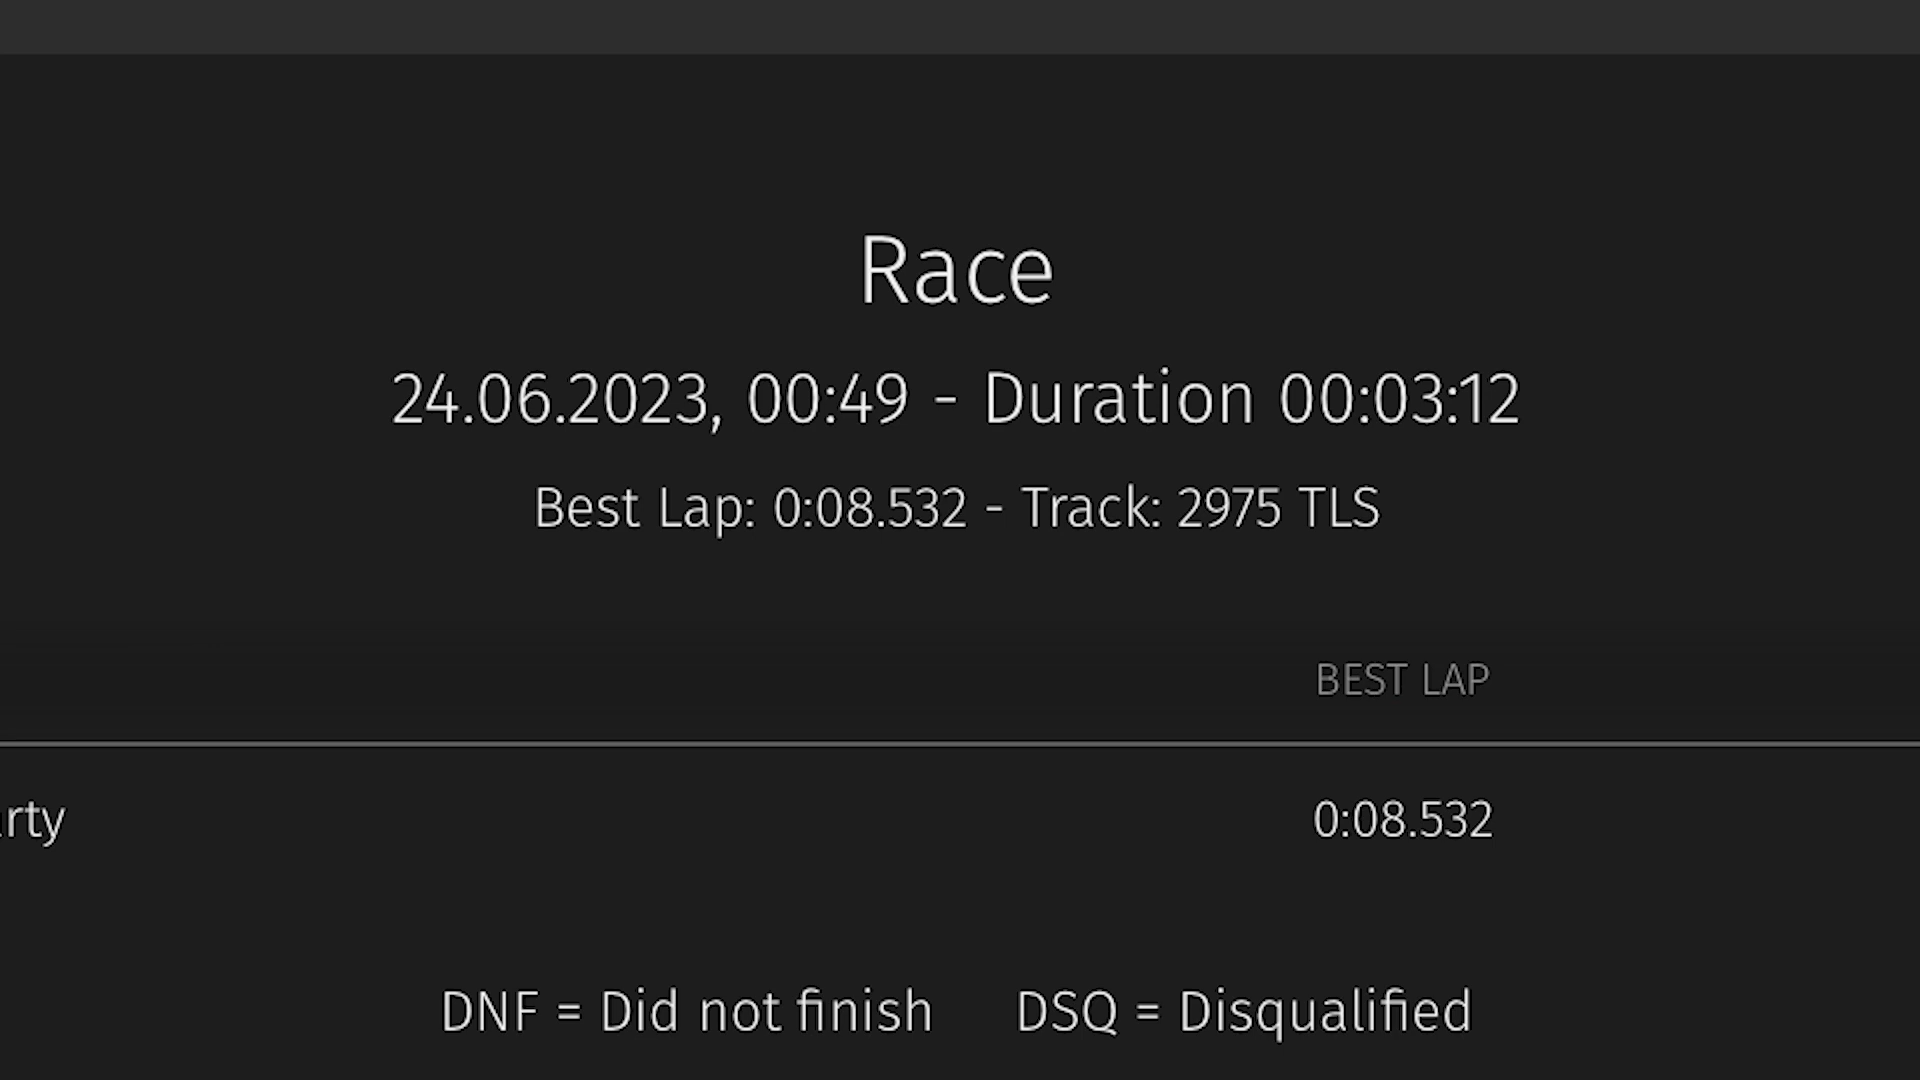 Race
24.06.2023, 00:49 - Duration 00:03:12
Best Lap: 0:08.532 - Track: 2975 TLS
BEST LAP
0:08.532
DNF = Did not finish DSQ = Disqualified